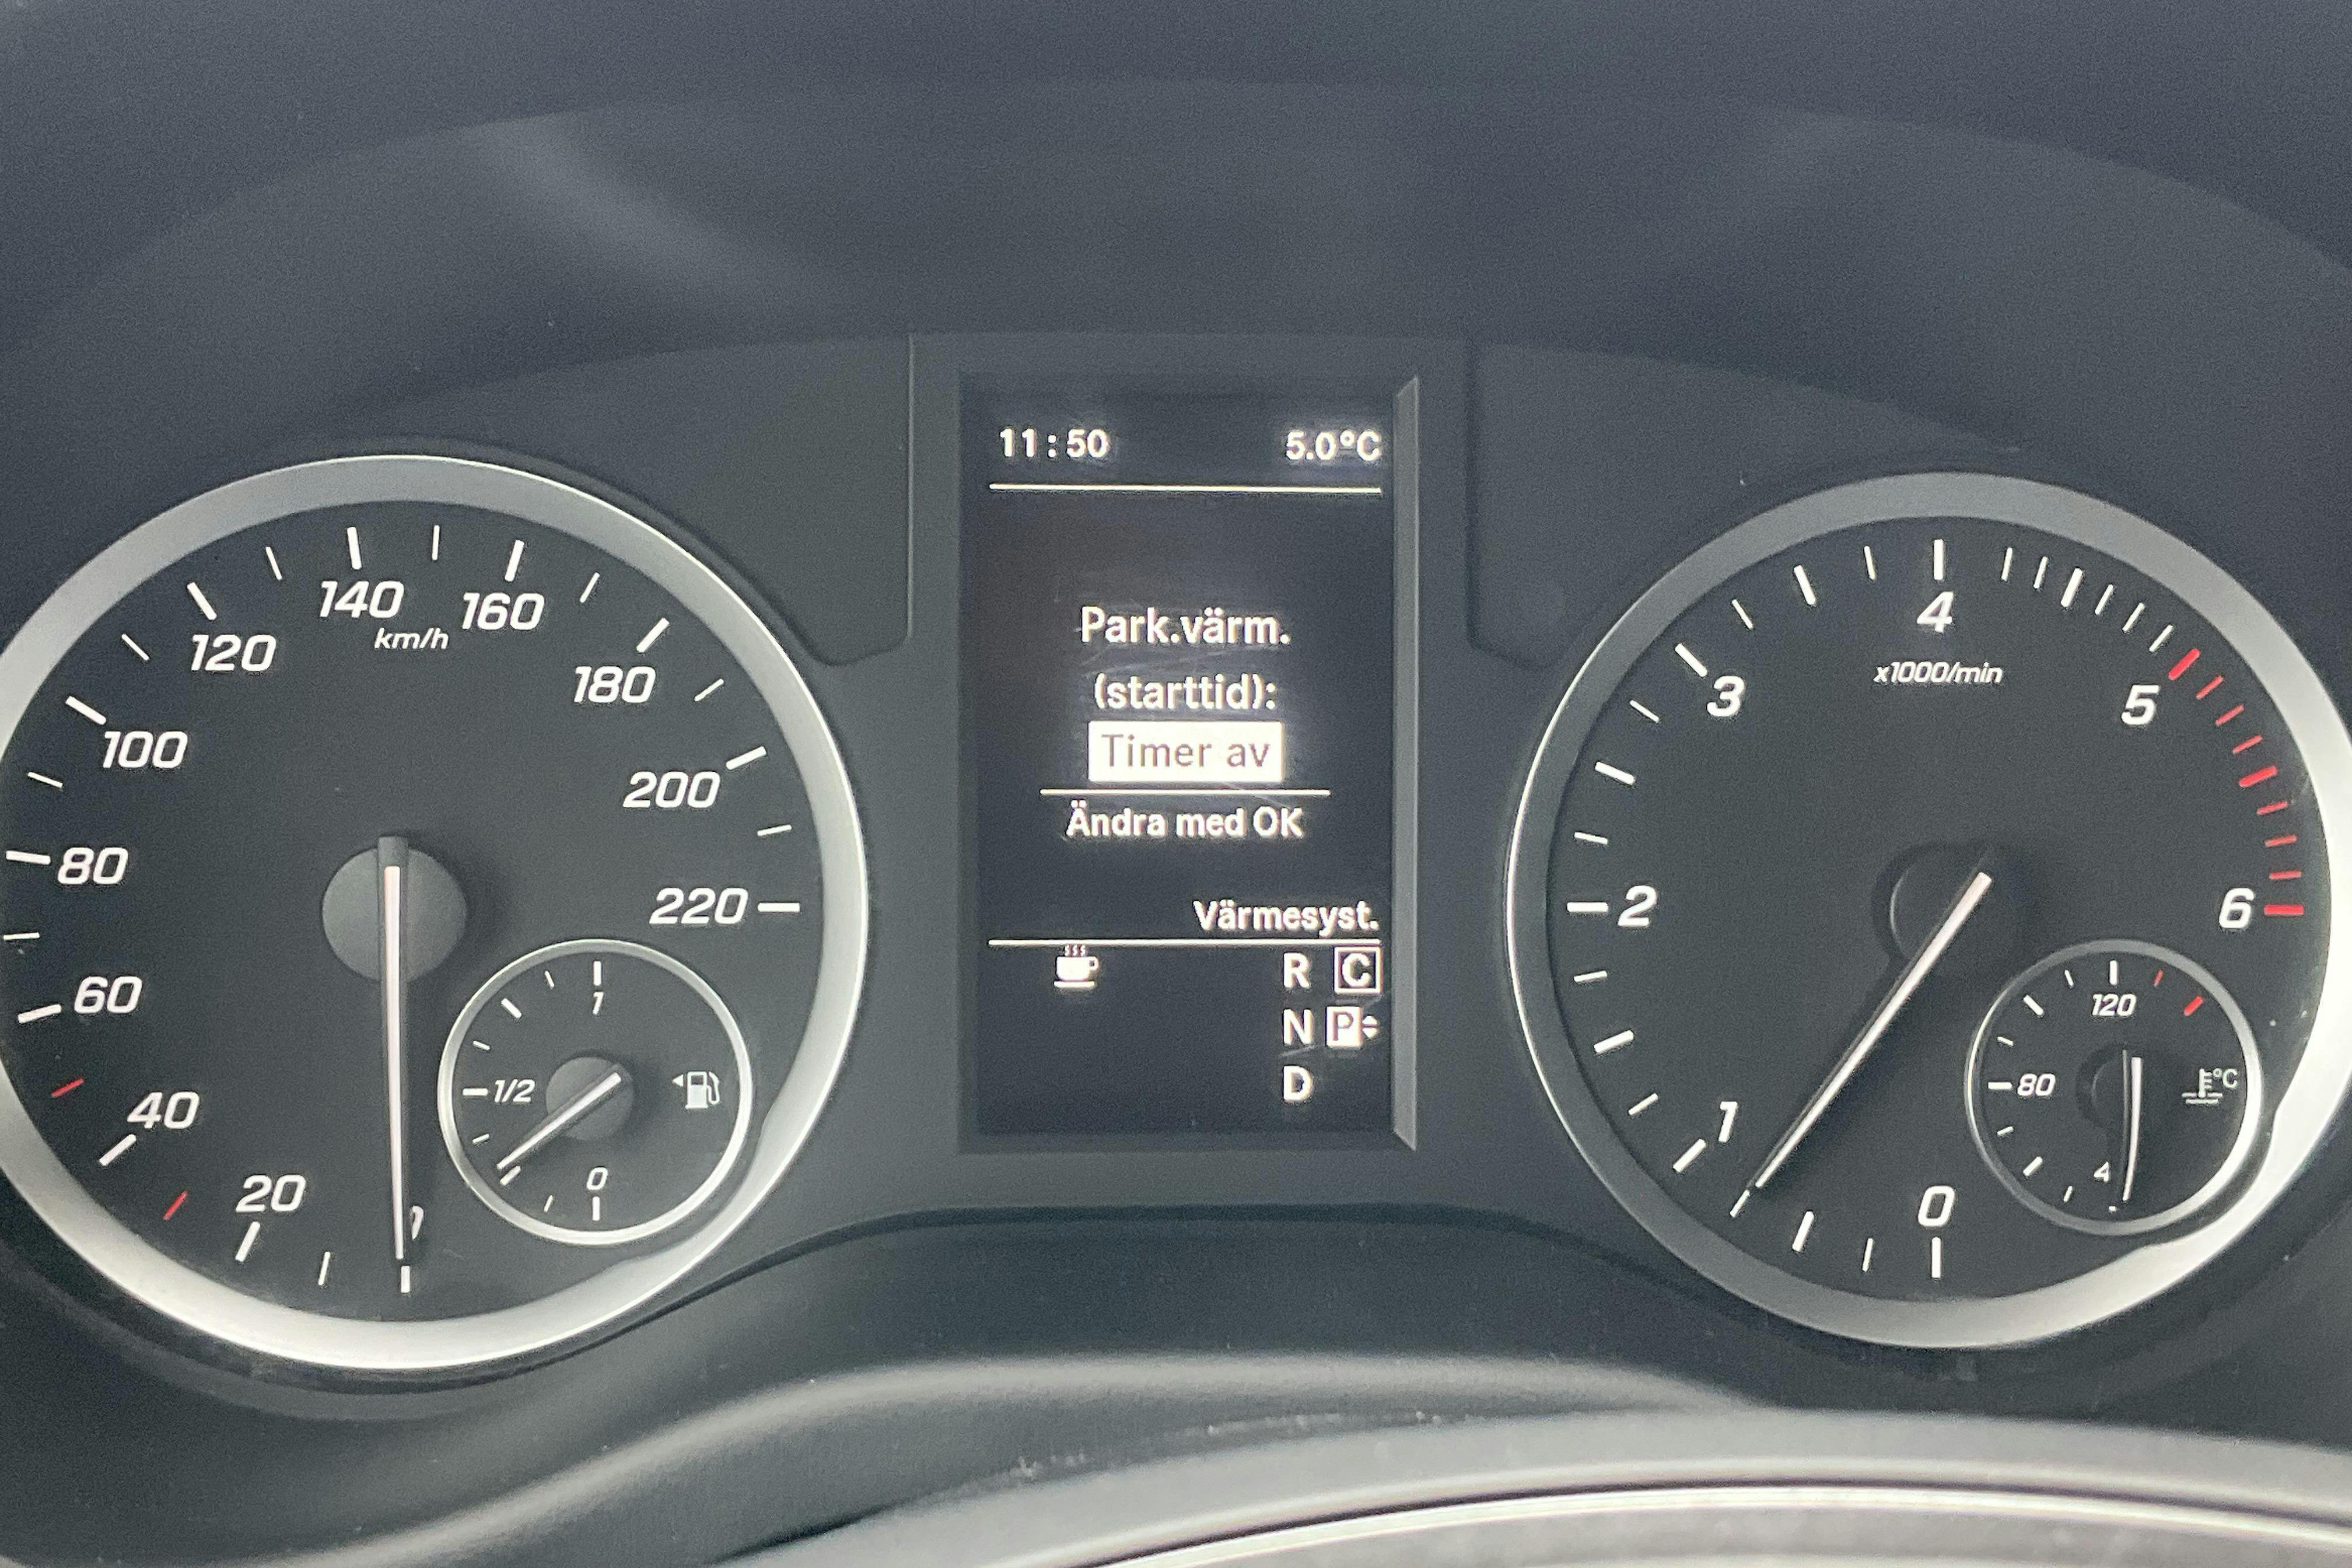 11:50 5.0°C
Park.värm.
(starttid):
Timer av
Ändra med OK
Värmesyst.
R C
N P
D
20
40
60
80
100
120
140
160
180
200
220
km/h
1
1/2
0
0
1
2
3
4
5
6
x1000/min
120
80
°C